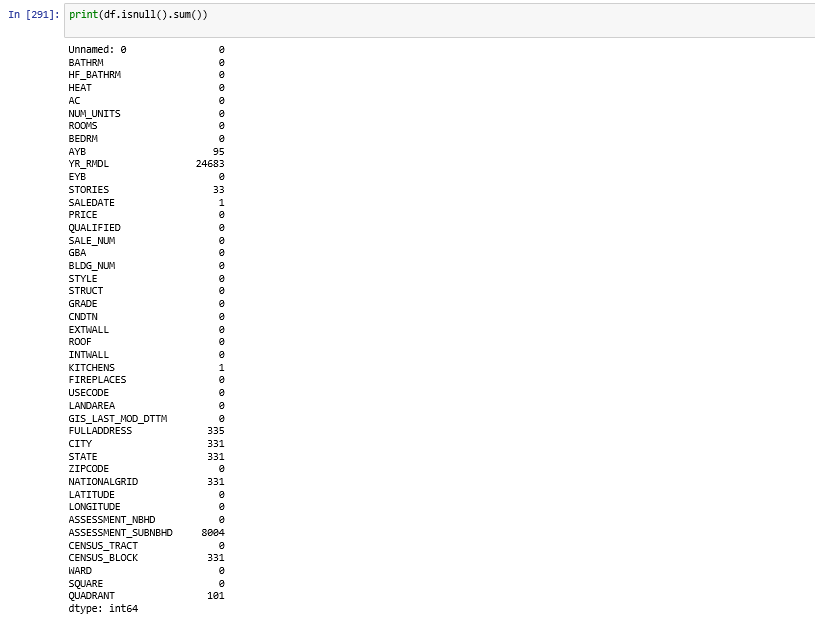 In [291]: print(df.isnull().sum())
Unnamed: 0 0
BATHRM 0
HF_BATHRM 0
HEAT 0
AC 0
NUM_UNITS 0
ROOMS 0
BEDRM 0
AYB 95
YR_RMDL 24683
EYB 0
STORIES 33
SALEDATE 1
PRICE 0
QUALIFIED 0
SALE_NUM 0
GBA 0
BLDG_NUM 0
STYLE 0
STRUCT 0
GRADE 0
CNDTN 0
EXTWALL 0
ROOF 0
INTWALL 0
KITCHENS 1
FIREPLACES 0
USECODE 0
LANDAREA 0
GIS_LAST_MOD_DTTM 0
FULLADDRESS 335
CITY 331
STATE 331
ZIPCODE 0
NATIONALGRID 331
LATITUDE 0
LONGITUDE 0
ASSESSMENT_NBHD 0
ASSESSMENT_SUBNBHD 8004
CENSUS_TRACT 0
CENSUS_BLOCK 331
WARD 0
SQUARE 0
QUADRANT 101
dtype: int64